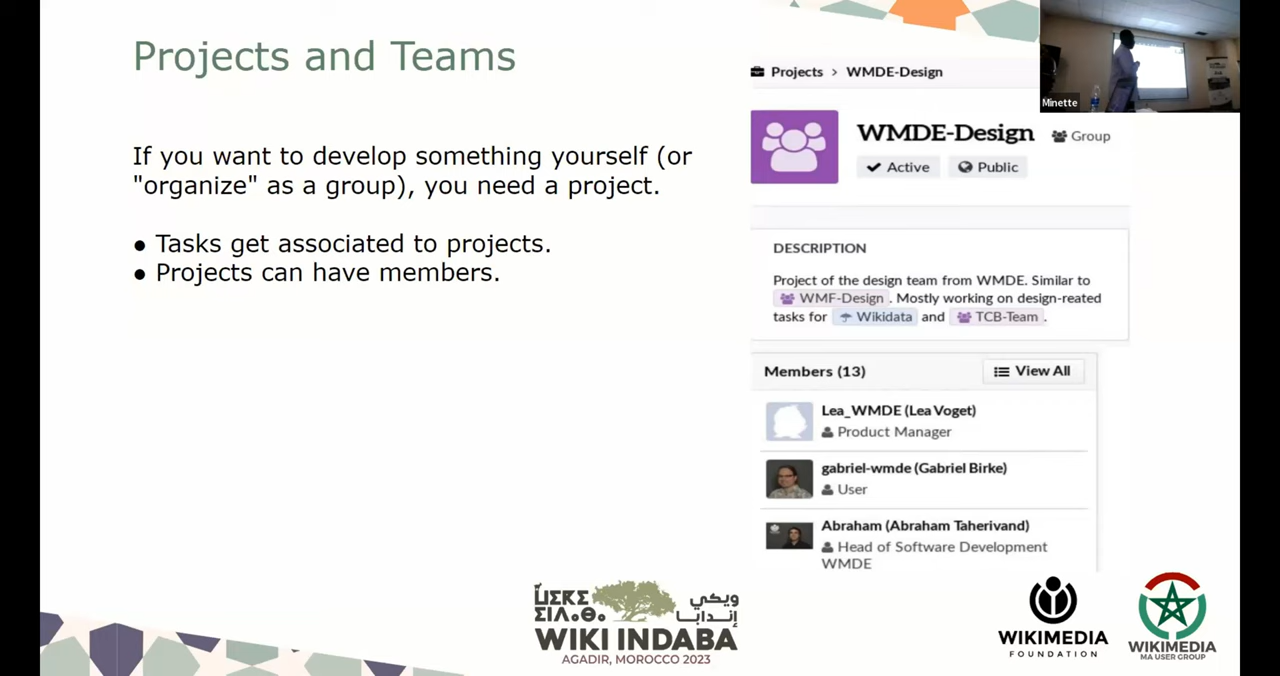 Projects and Teams
If you want to develop something yourself (or
"organize" as a group), you need a project.
● Tasks get associated to projects.
● Projects can have members.
Projects > WMDE-Design
Minette
WMDE-Design Group
Active Public
DESCRIPTION
Project of the design team from WMDE. Similar to
WMF-Design . Mostly working on design-reated
tasks for Wikidata and TCB-Team .
Members (13) View All
Lea_WMDE (Lea Voget)
Product Manager
gabriel-wmde (Gabriel Birke)
User
Abraham (Abraham Taherivand)
Head of Software Development
WMDE
ويكي
إندابا
WIKI INDABA
AGADIR, MOROCCO 2023
WIKIMEDIA
FOUNDATION
WIKIMEDIA
MA USER GROUP